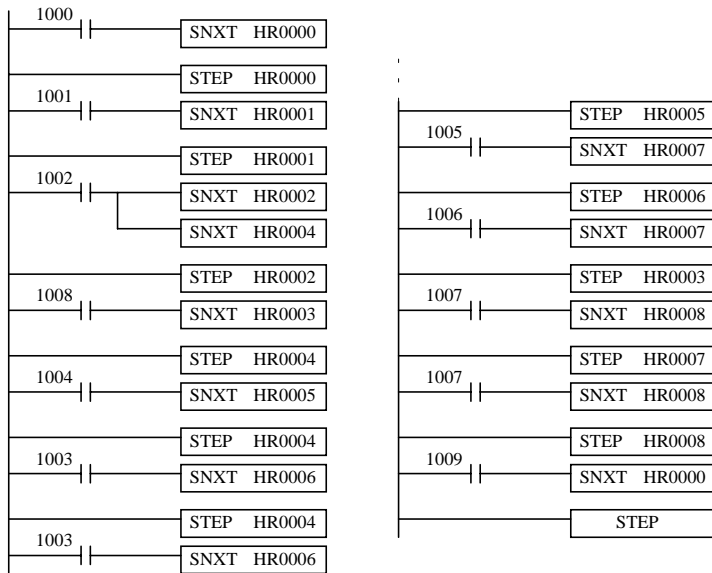 1000
SNXT HR0000
STEP HR0000
1001
SNXT HR0001
STEP HR0001
1002
SNXT HR0002
SNXT HR0004
STEP HR0002
1008
SNXT HR0003
STEP HR0004
1004
SNXT HR0005
STEP HR0004
1003
SNXT HR0006
STEP HR0004
1003
SNXT HR0006
STEP HR0005
1005
SNXT HR0007
STEP HR0006
1006
SNXT HR0007
STEP HR0003
1007
SNXT HR0008
STEP HR0007
1007
SNXT HR0008
STEP HR0008
1009
SNXT HR0000
STEP